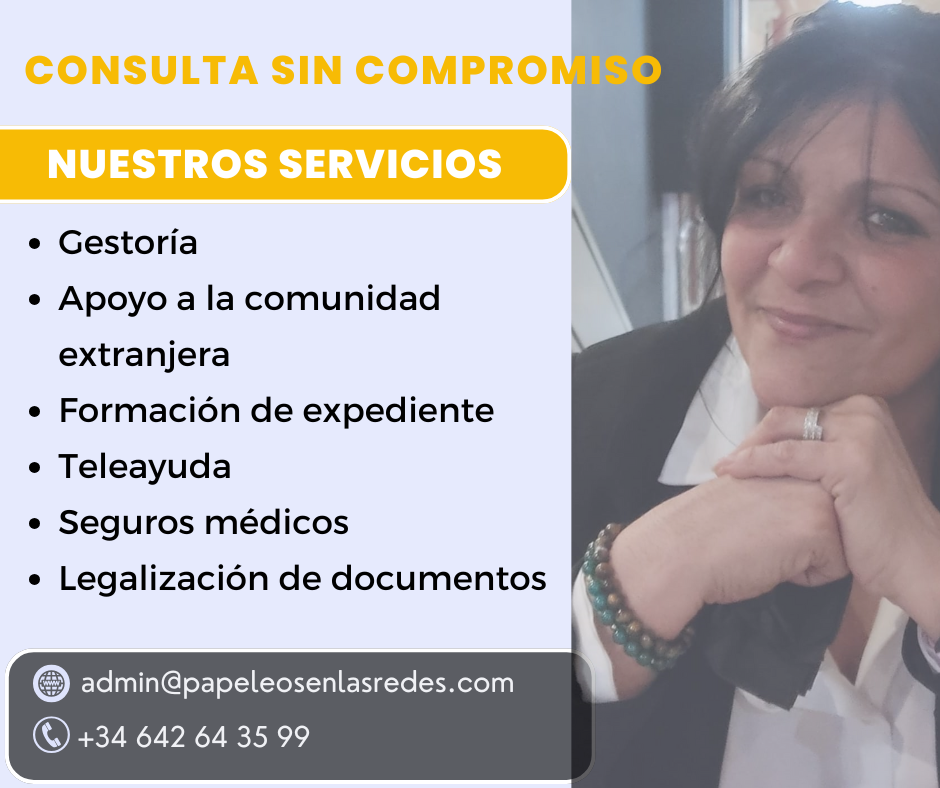 CONSULTA SIN COMPROMISO
NUESTROS SERVICIOS
• Gestoría
• Apoyo a la comunidad
extranjera
• Formación de expediente
• Teleayuda
• Seguros médicos
• Legalización de documentos
admin@papeleosenlasredes.com
+34 642 64 35 99